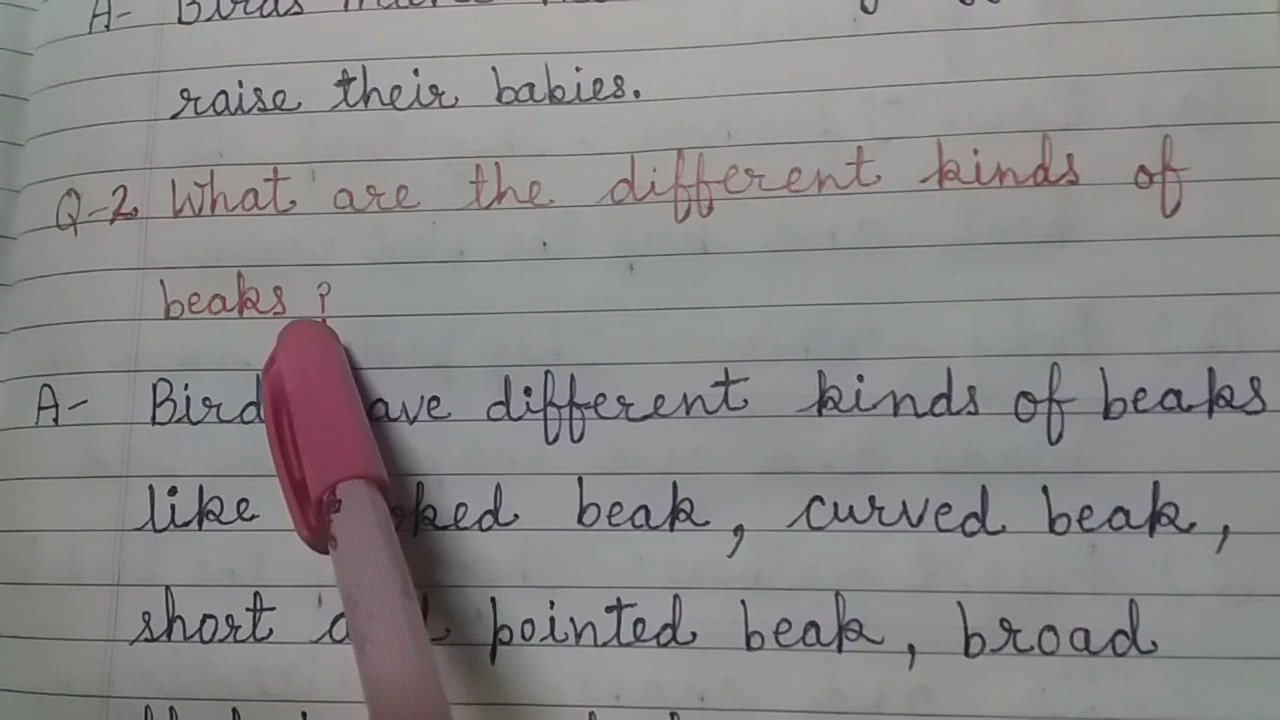 A- Birds
raise their babies.
Q-2 What are the different kinds of
beaks?
A- Bird ave different kinds of beaks
like ked beak, curved beak,
short pointed beak, broad